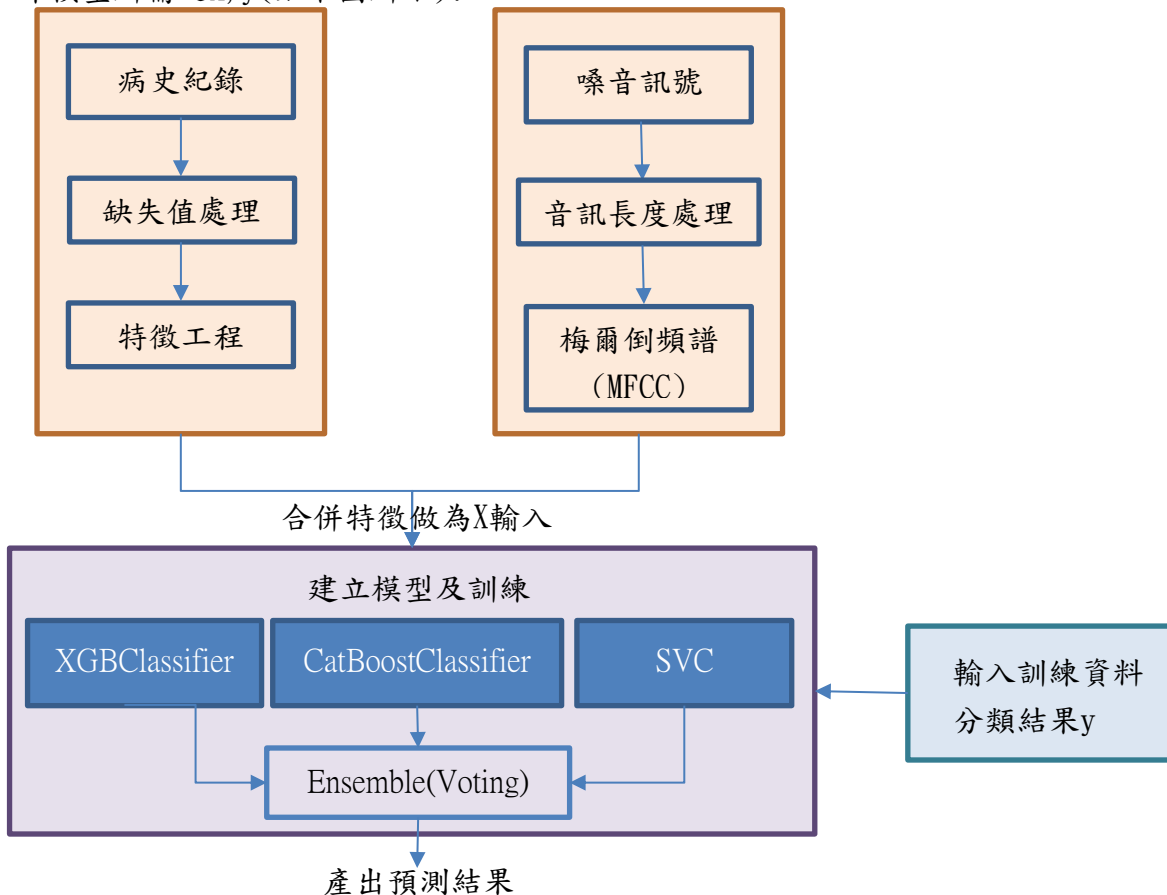 病史紀錄
缺失值處理
特徵工程
嗓音訊號
音訊長度處理
梅爾倒頻譜
(MFCC)
合併特徵做為X輸入
建立模型及訓練
XGBClassifier
CatBoostClassifier
SVC
Ensemble(Voting)
輸入訓練資料
分類結果y
產出預測結果